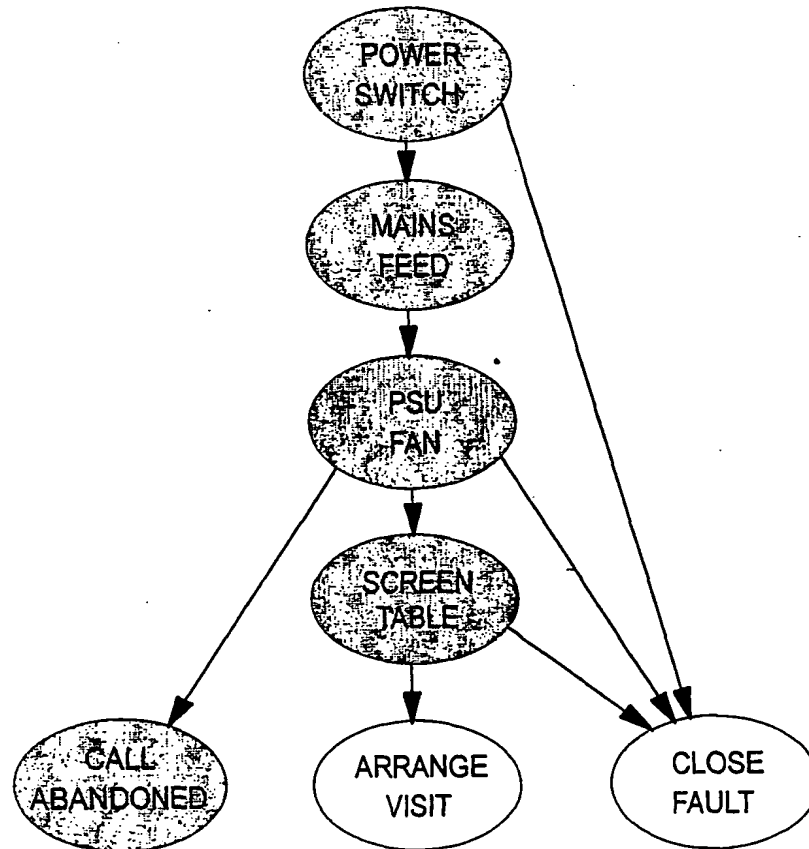 POWER
SWITCH
MAINS
FEED
PSU
FAN
SCREEN
TABLE
CALL
ABANDONED
ARRANGE
VISIT
CLOSE
FAULT